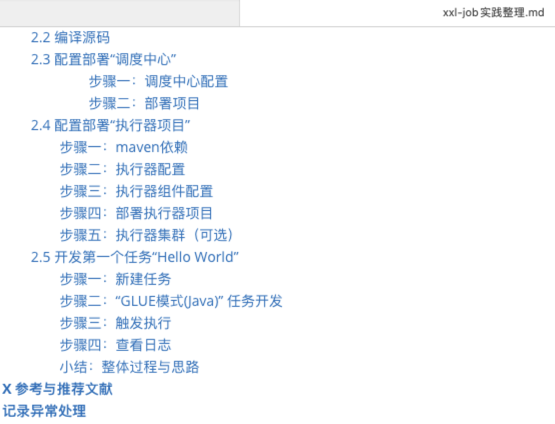 xxl-job实践整理.md
2.2 编译源码
2.3 配置部署“调度中心”
步骤一：调度中心配置
步骤二：部署项目
2.4 配置部署“执行器项目”
步骤一：maven依赖
步骤二：执行器配置
步骤三：执行器组件配置
步骤四：部署执行器项目
步骤五：执行器集群（可选）
2.5 开发第一个任务“Hello World”
步骤一：新建任务
步骤二：“GLUE模式(Java)” 任务开发
步骤三：触发执行
步骤四：查看日志
小结：整体过程与思路
X 参考与推荐文献
记录异常处理